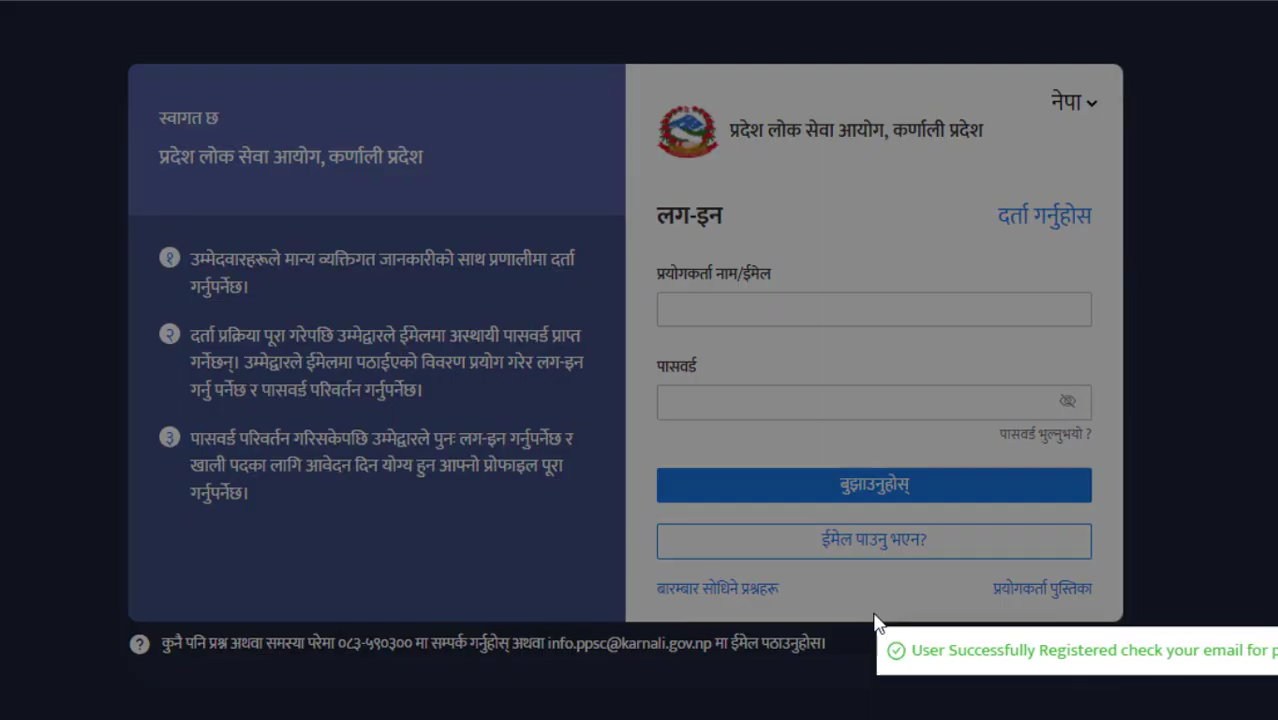 स्वागत छ
प्रदेश लोक सेवा आयोग, कर्णाली प्रदेश
१ उम्मेदवारहरूले मान्य व्यक्तिगत जानकारीको साथ प्रणालीमा दर्ता
गर्नुपर्नेछ।
२ दर्ता प्रक्रिया पूरा गरेपछि उम्मेद्वारले ईमेलमा अस्थायी पासवर्ड प्राप्त
गर्नेछन्। उम्मेद्वारले ईमेलमा पठाईएको विवरण प्रयोग गरेर लग-इन
गर्नु पर्नेछ र पासवर्ड परिवर्तन गर्नुपर्नेछ।
३ पासवर्ड परिवर्तन गरिसकेपछि उम्मेद्वारले पुनः लग-इन गर्नुपर्नेछ र
खाली पदका लागि आवेदन दिन योग्य हुन आफ्नो प्रोफाइल पूरा
गर्नुपर्नेछ।
नेपा
प्रदेश लोक सेवा आयोग, कर्णाली प्रदेश
लग-इन
दर्ता गर्नुहोस
प्रयोगकर्ता नाम/ईमेल
पासवर्ड
पासवर्ड भुल्नुभयो ?
बुझाउनुहोस्
ईमेल पाउनु भएन?
बारम्बार सोधिने प्रश्नहरू
प्रयोगकर्ता पुस्तिका
? कुनै पनि प्रश्न अथवा समस्या परेमा ०८३-५९०३०० मा सम्पर्क गर्नुहोस् अथवा info.ppsc@karnali.gov.np मा ईमेल पठाउनुहोस।
User Successfully Registered check your email for p